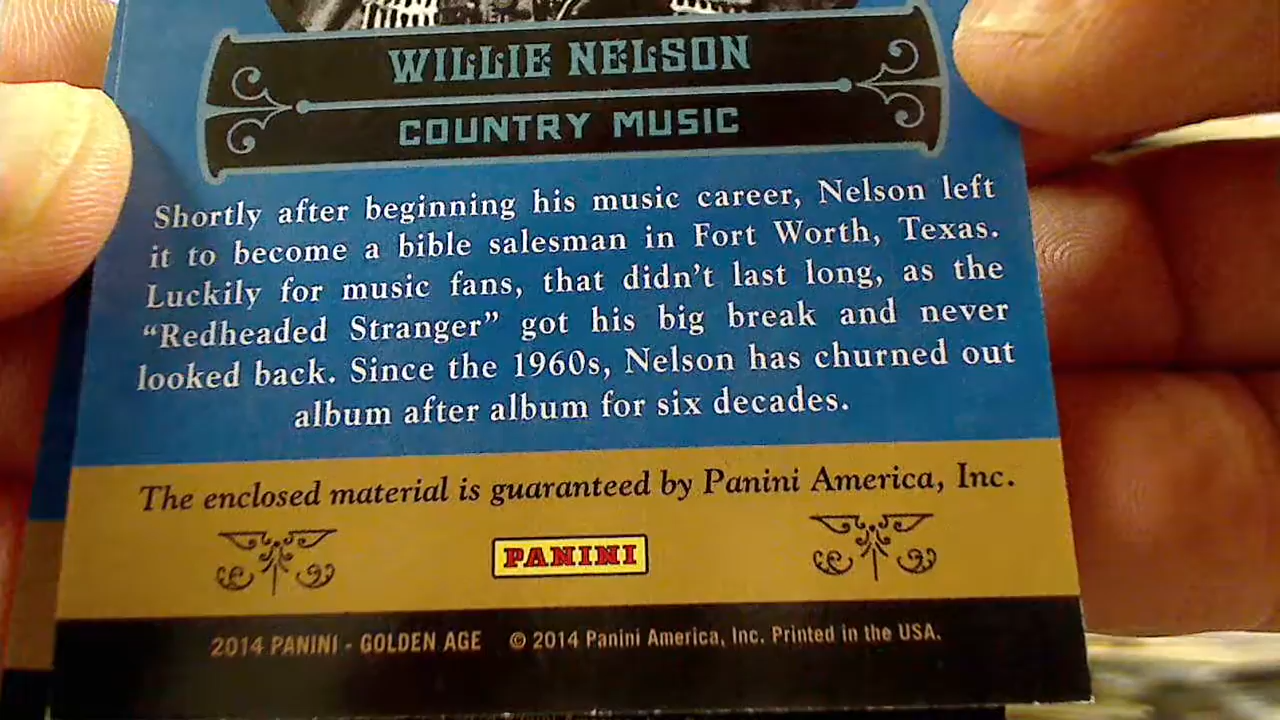 WILLIE NELSON
COUNTRY MUSIC
Shortly after beginning his music career, Nelson left
it to become a bible salesman in Fort Worth, Texas.
Luckily for music fans, that didn't last long, as the
“Redheaded Stranger” got his big break and never
looked back. Since the 1960s, Nelson has churned out
album after album for six decades.
The enclosed material is guaranteed by Panini America, Inc.
PANINI
2014 PANINI - GOLDEN AGE © 2014 Panini America, Inc. Printed in the USA.